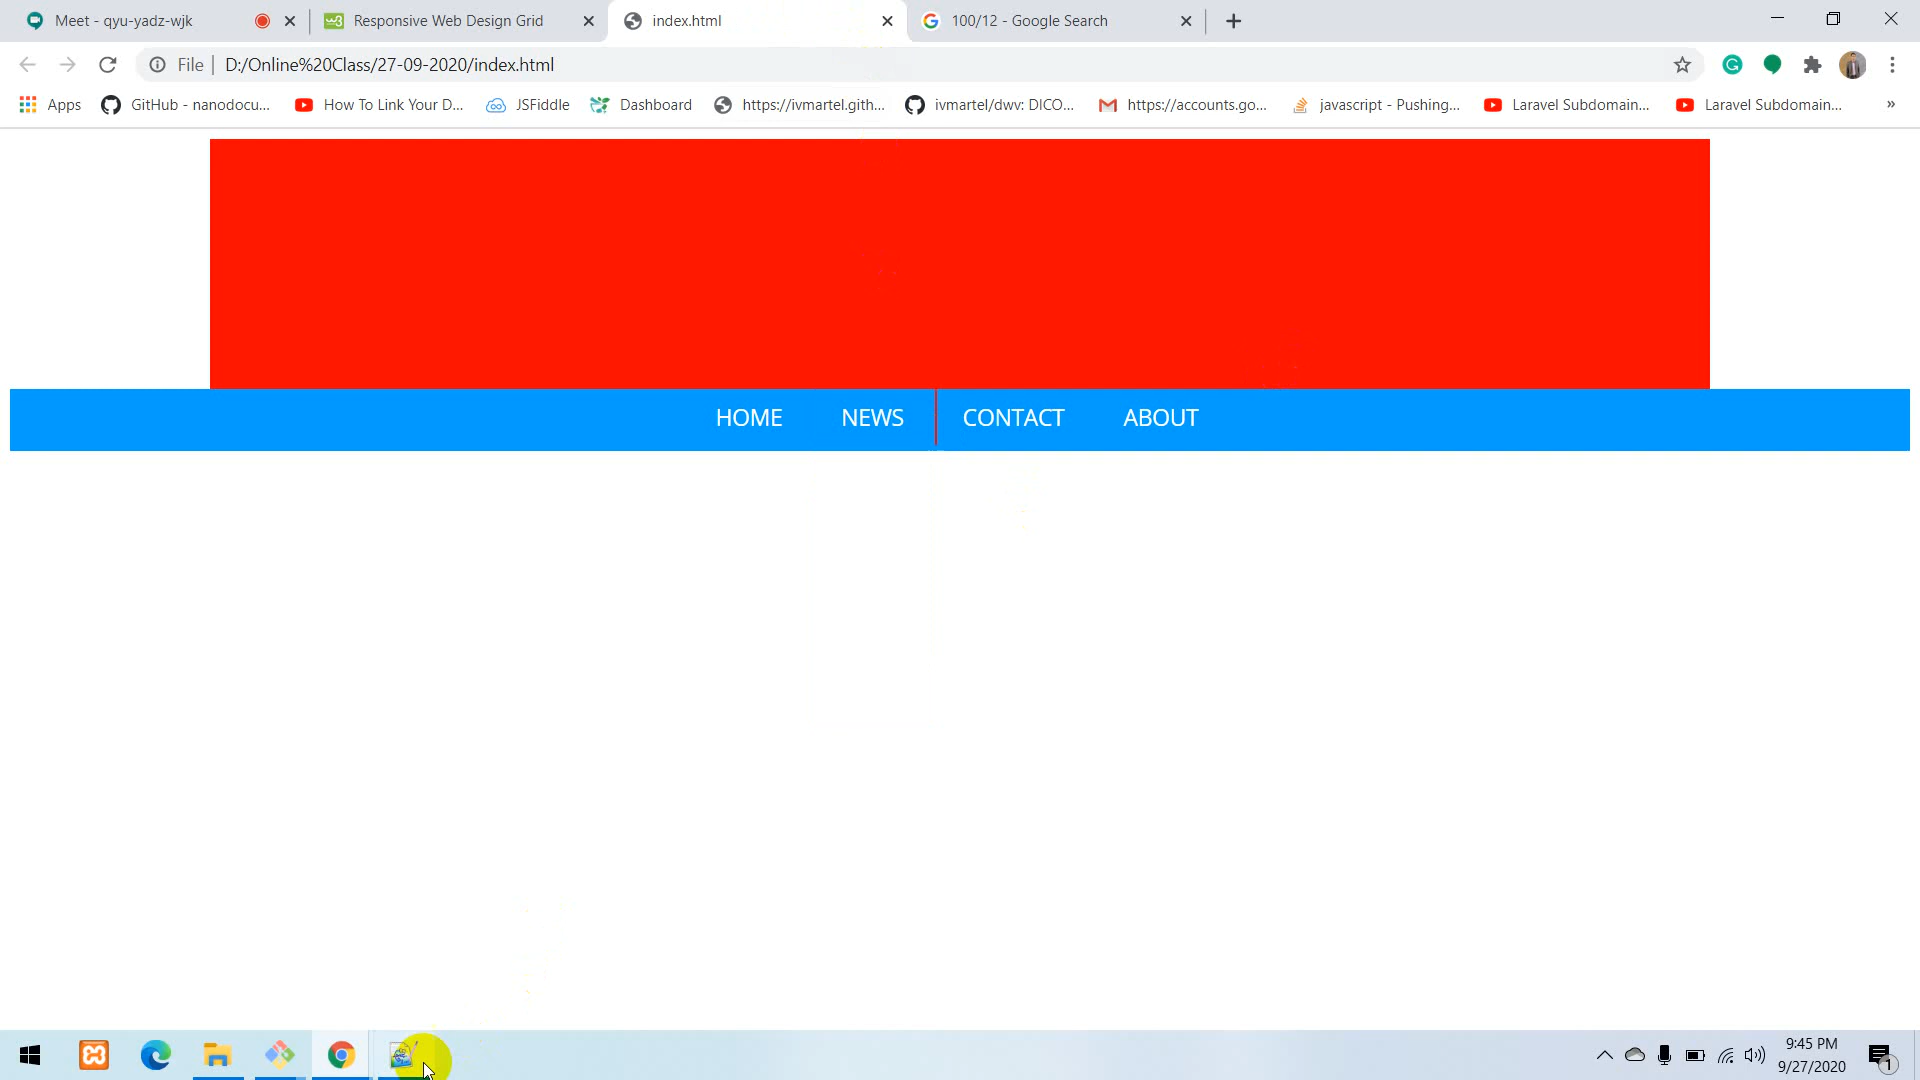 Meet - qyu-yadz-wjk
Responsive Web Design Grid
index.html
100/12 - Google Search
File | D:/Online%20Class/27-09-2020/index.html
Apps
GitHub - nanodocu...
How To Link Your D...
JSFiddle
Dashboard
https://ivmartel.gith...
ivmartel/dwv: DICO...
https://accounts.go...
javascript - Pushing...
Laravel Subdomain...
Laravel Subdomain...
»
HOME NEWS CONTACT ABOUT
9:45 PM
9/27/2020
1